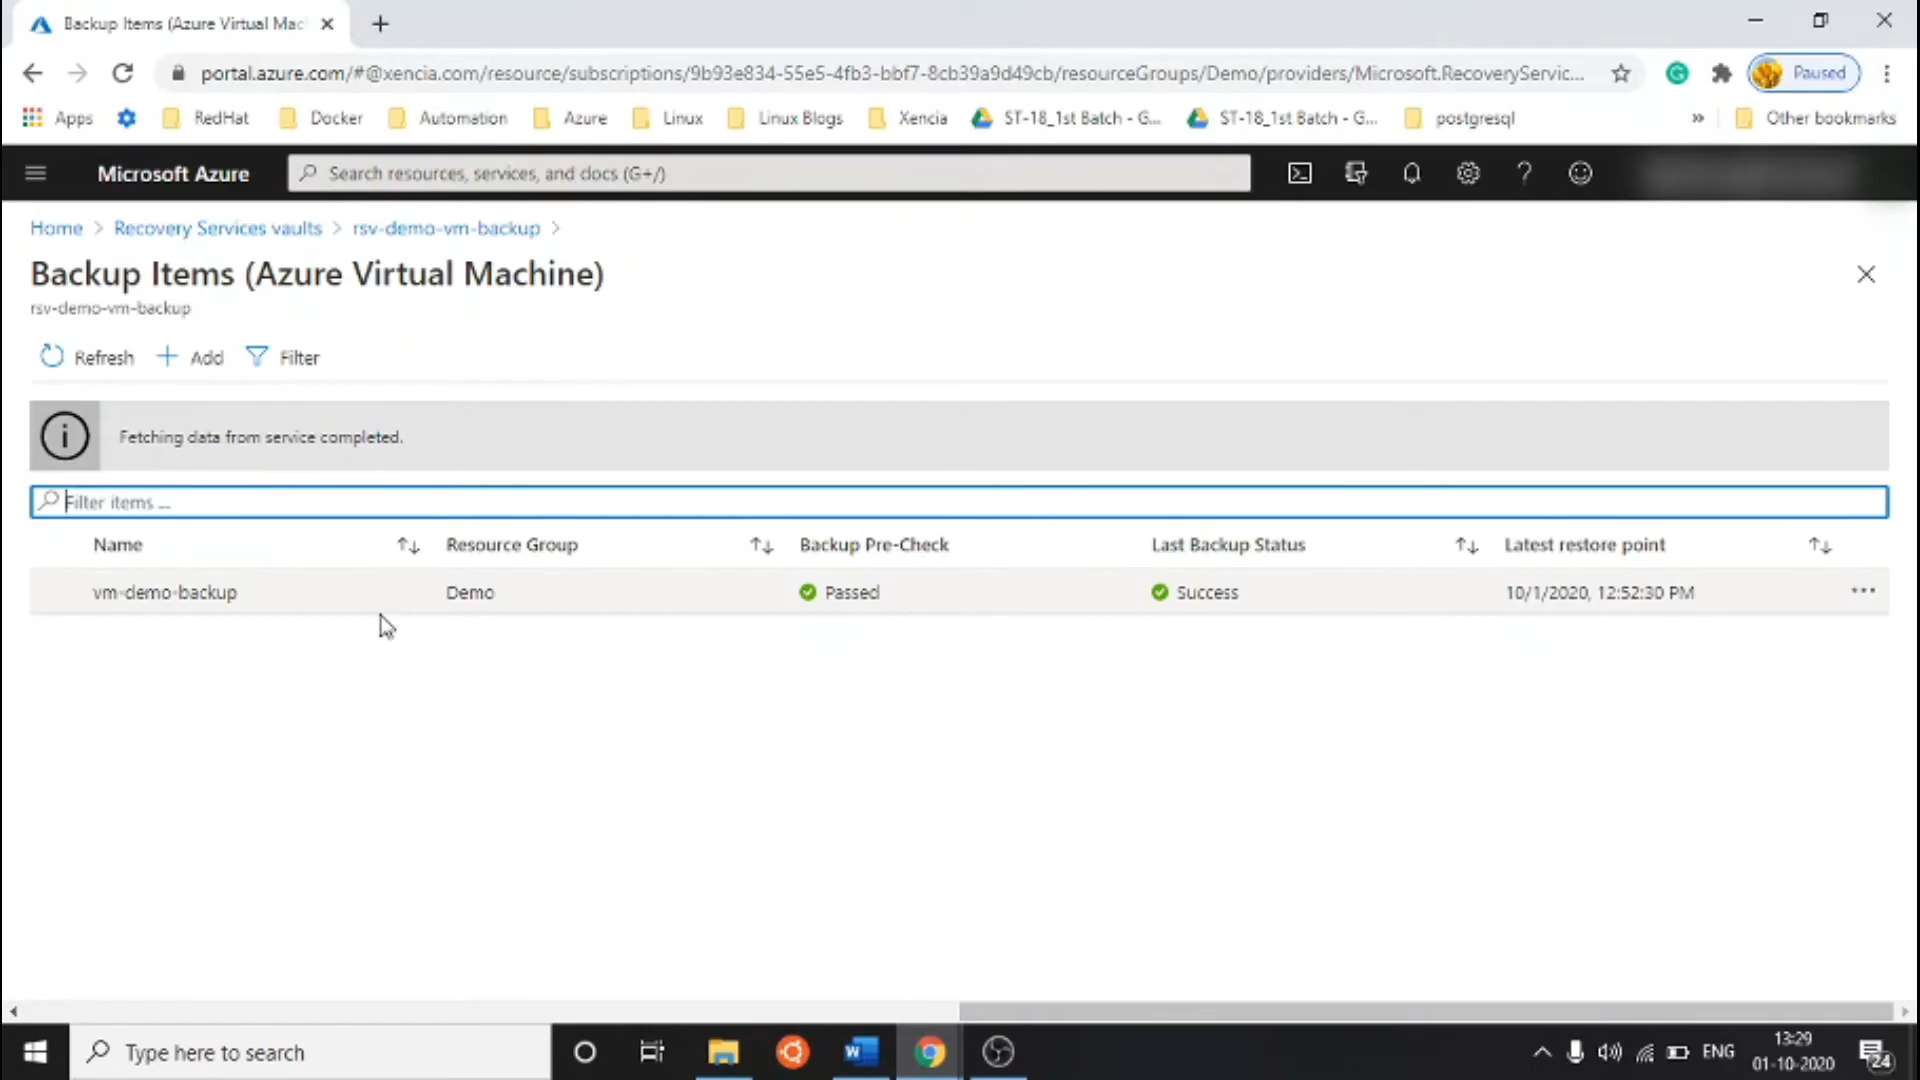 Backup Items (Azure Virtual Mac
portal.azure.com/#@xencia.com/resource/subscriptions/9b93e834-55e5-4fb3-bbf7-8cb39a9d49cb/resourceGroups/Demo/providers/Microsoft.RecoveryServic...
Paused
Apps RedHat Docker Automation Azure Linux Linux Blogs Xencia ST-18_1st Batch - G... ST-18_1st Batch - G... postgresql » Other bookmarks
Microsoft Azure Search resources, services, and docs (G+/)
Home > Recovery Services vaults > rsv-demo-vm-backup >
Backup Items (Azure Virtual Machine)
rsv-demo-vm-backup
Refresh Add Filter
Fetching data from service completed.
Filter items ...
Name Resource Group Backup Pre-Check Last Backup Status Latest restore point
vm-demo-backup Demo Passed Success 10/1/2020, 12:52:30 PM ...
Type here to search
ENG
13:29
01-10-2020
24